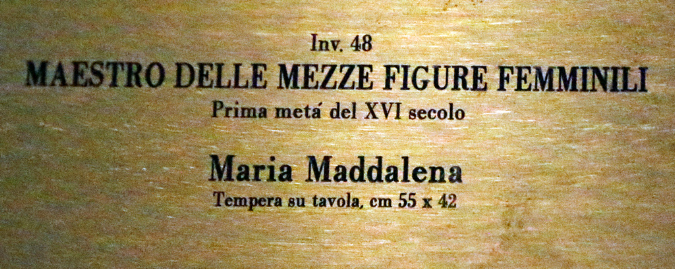 Inv. 48
MAESTRO DELLE MEZZE FIGURE FEMMINILI
Prima metá del XVI secolo
Maria Maddalena
Tempera su tavola, cm 55 x 42